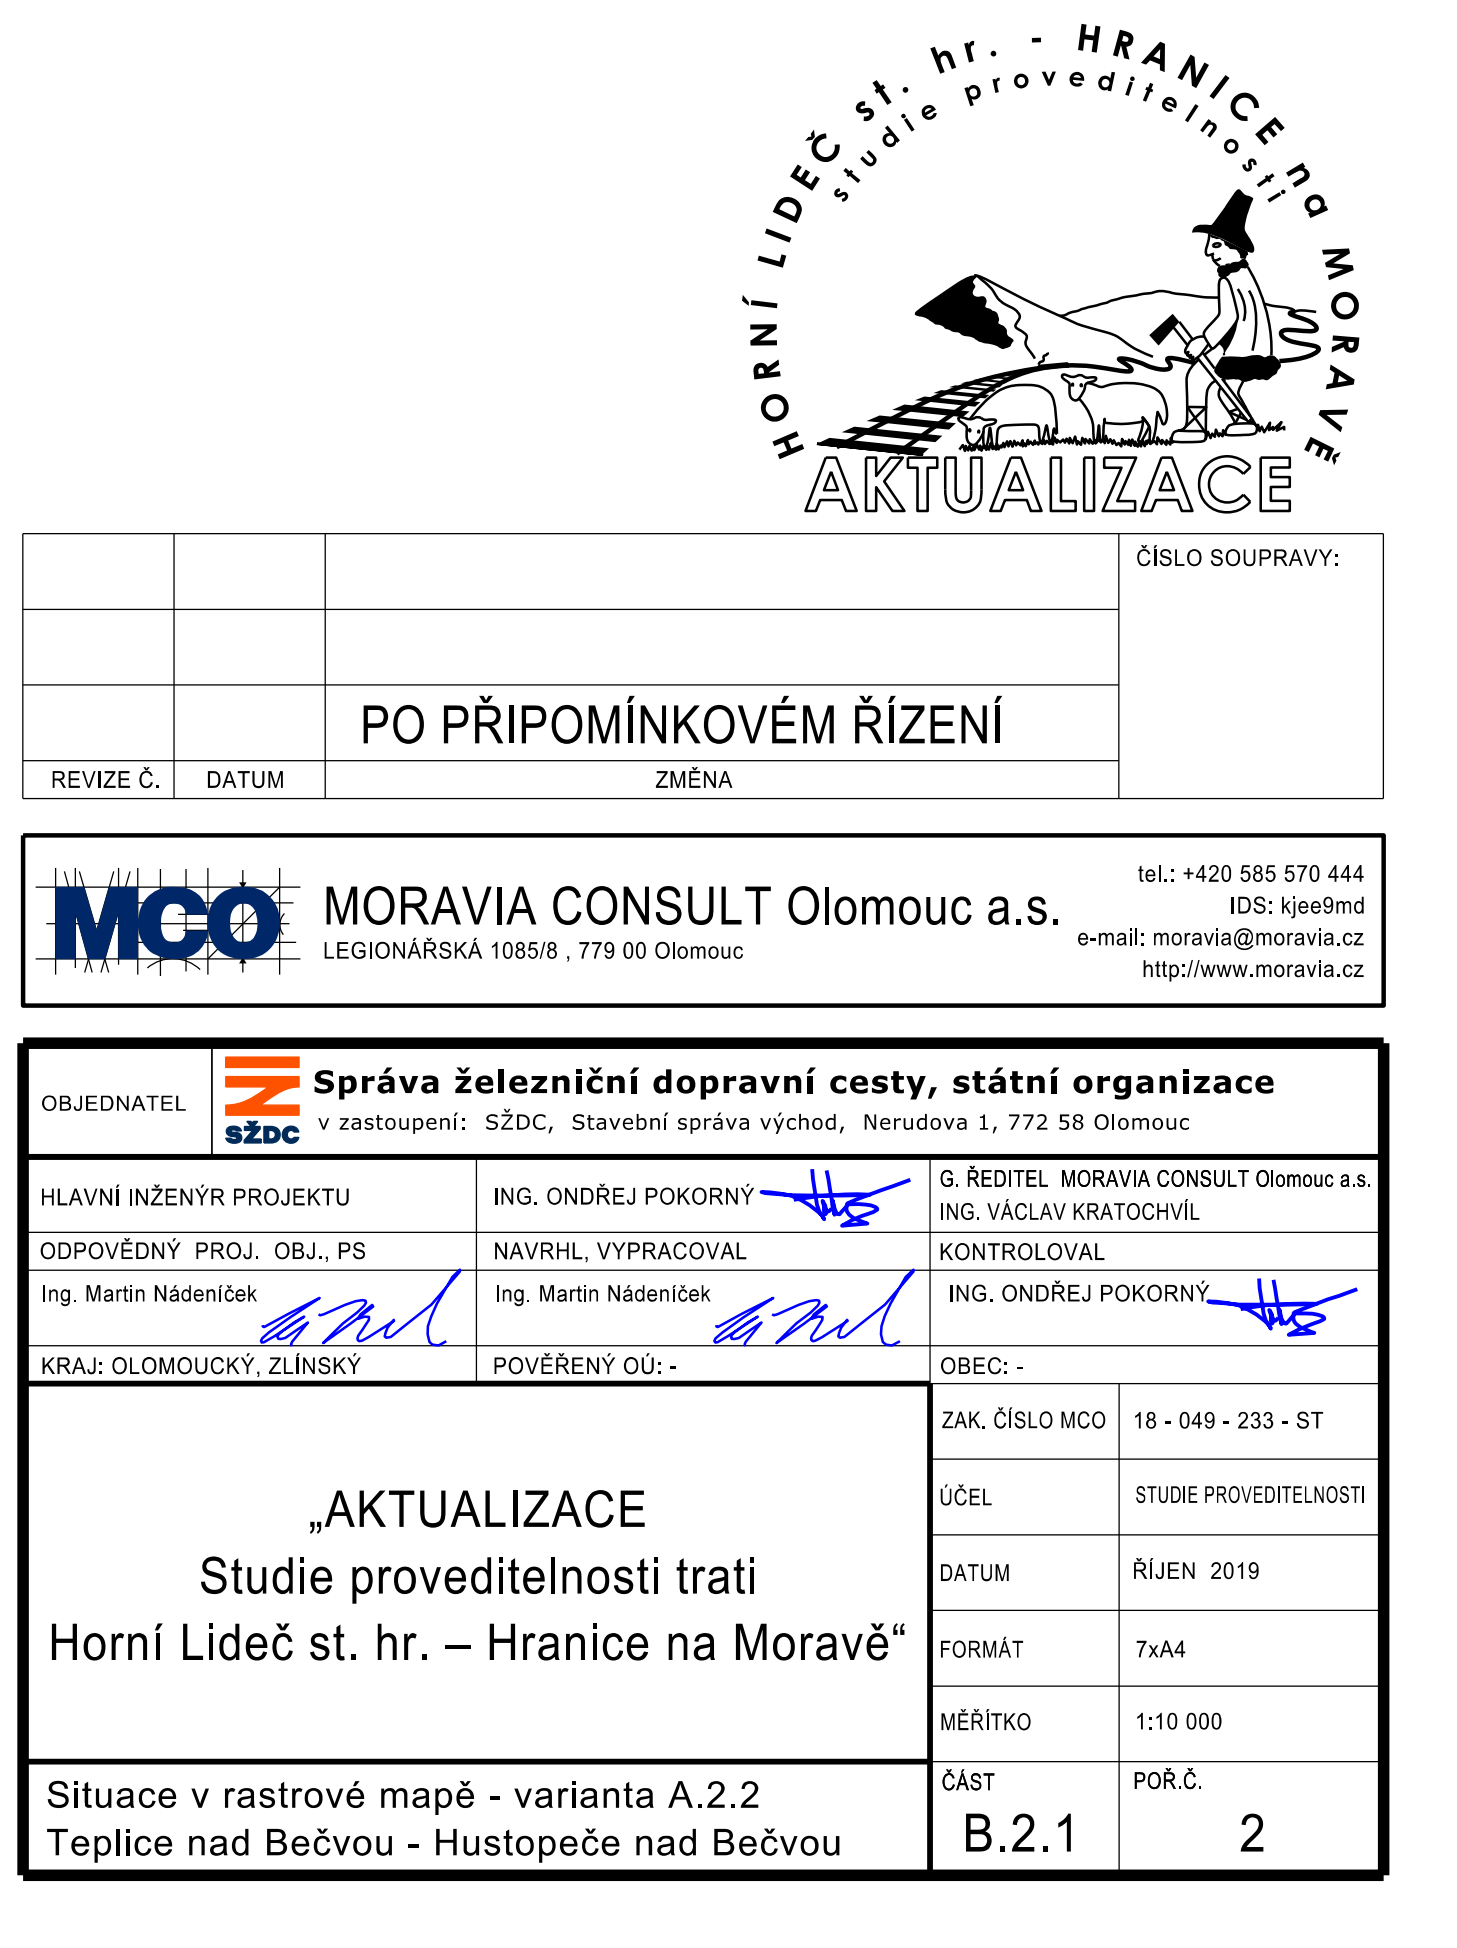 HORNÍ LIDEČ st. hr. - HRANICE na MORAVĚ
studie proveditelnosti
AKTUALIZACE
ČÍSLO SOUPRAVY:
PO PŘIPOMÍNKOVÉM ŘÍZENÍ
REVIZE Č. DATUM ZMĚNA
MCO
MORAVIA CONSULT Olomouc a.s.
LEGIONÁŘSKÁ 1085/8 , 779 00 Olomouc
tel.: +420 585 570 444
IDS: kjee9md
e-mail: moravia@moravia.cz
http://www.moravia.cz
OBJEDNATEL
SŽDC
Správa železniční dopravní cesty, státní organizace
v zastoupení: SŽDC, Stavební správa východ, Nerudova 1, 772 58 Olomouc
HLAVNÍ INŽENÝR PROJEKTU
ING. ONDŘEJ POKORNÝ
G. ŘEDITEL MORAVIA CONSULT Olomouc a.s.
ING. VÁCLAV KRATOCHVÍL
ODPOVĚDNÝ PROJ. OBJ., PS
NAVRHL, VYPRACOVAL
KONTROLOVAL
Ing. Martin Nádeníček
Ing. Martin Nádeníček
ING. ONDŘEJ POKORNÝ
KRAJ: OLOMOUCKÝ, ZLÍNSKÝ
POVĚŘENÝ OÚ: -
OBEC: -
„AKTUALIZACE
Studie proveditelnosti trati
Horní Lideč st. hr. – Hranice na Moravě“
ZAK. ČÍSLO MCO 18 - 049 - 233 - ST
ÚČEL STUDIE PROVEDITELNOSTI
DATUM ŘÍJEN 2019
FORMÁT 7xA4
MĚŘÍTKO 1:10 000
Situace v rastrové mapě - varianta A.2.2
Teplice nad Bečvou - Hustopeče nad Bečvou
ČÁST POŘ.Č.
B.2.1 2